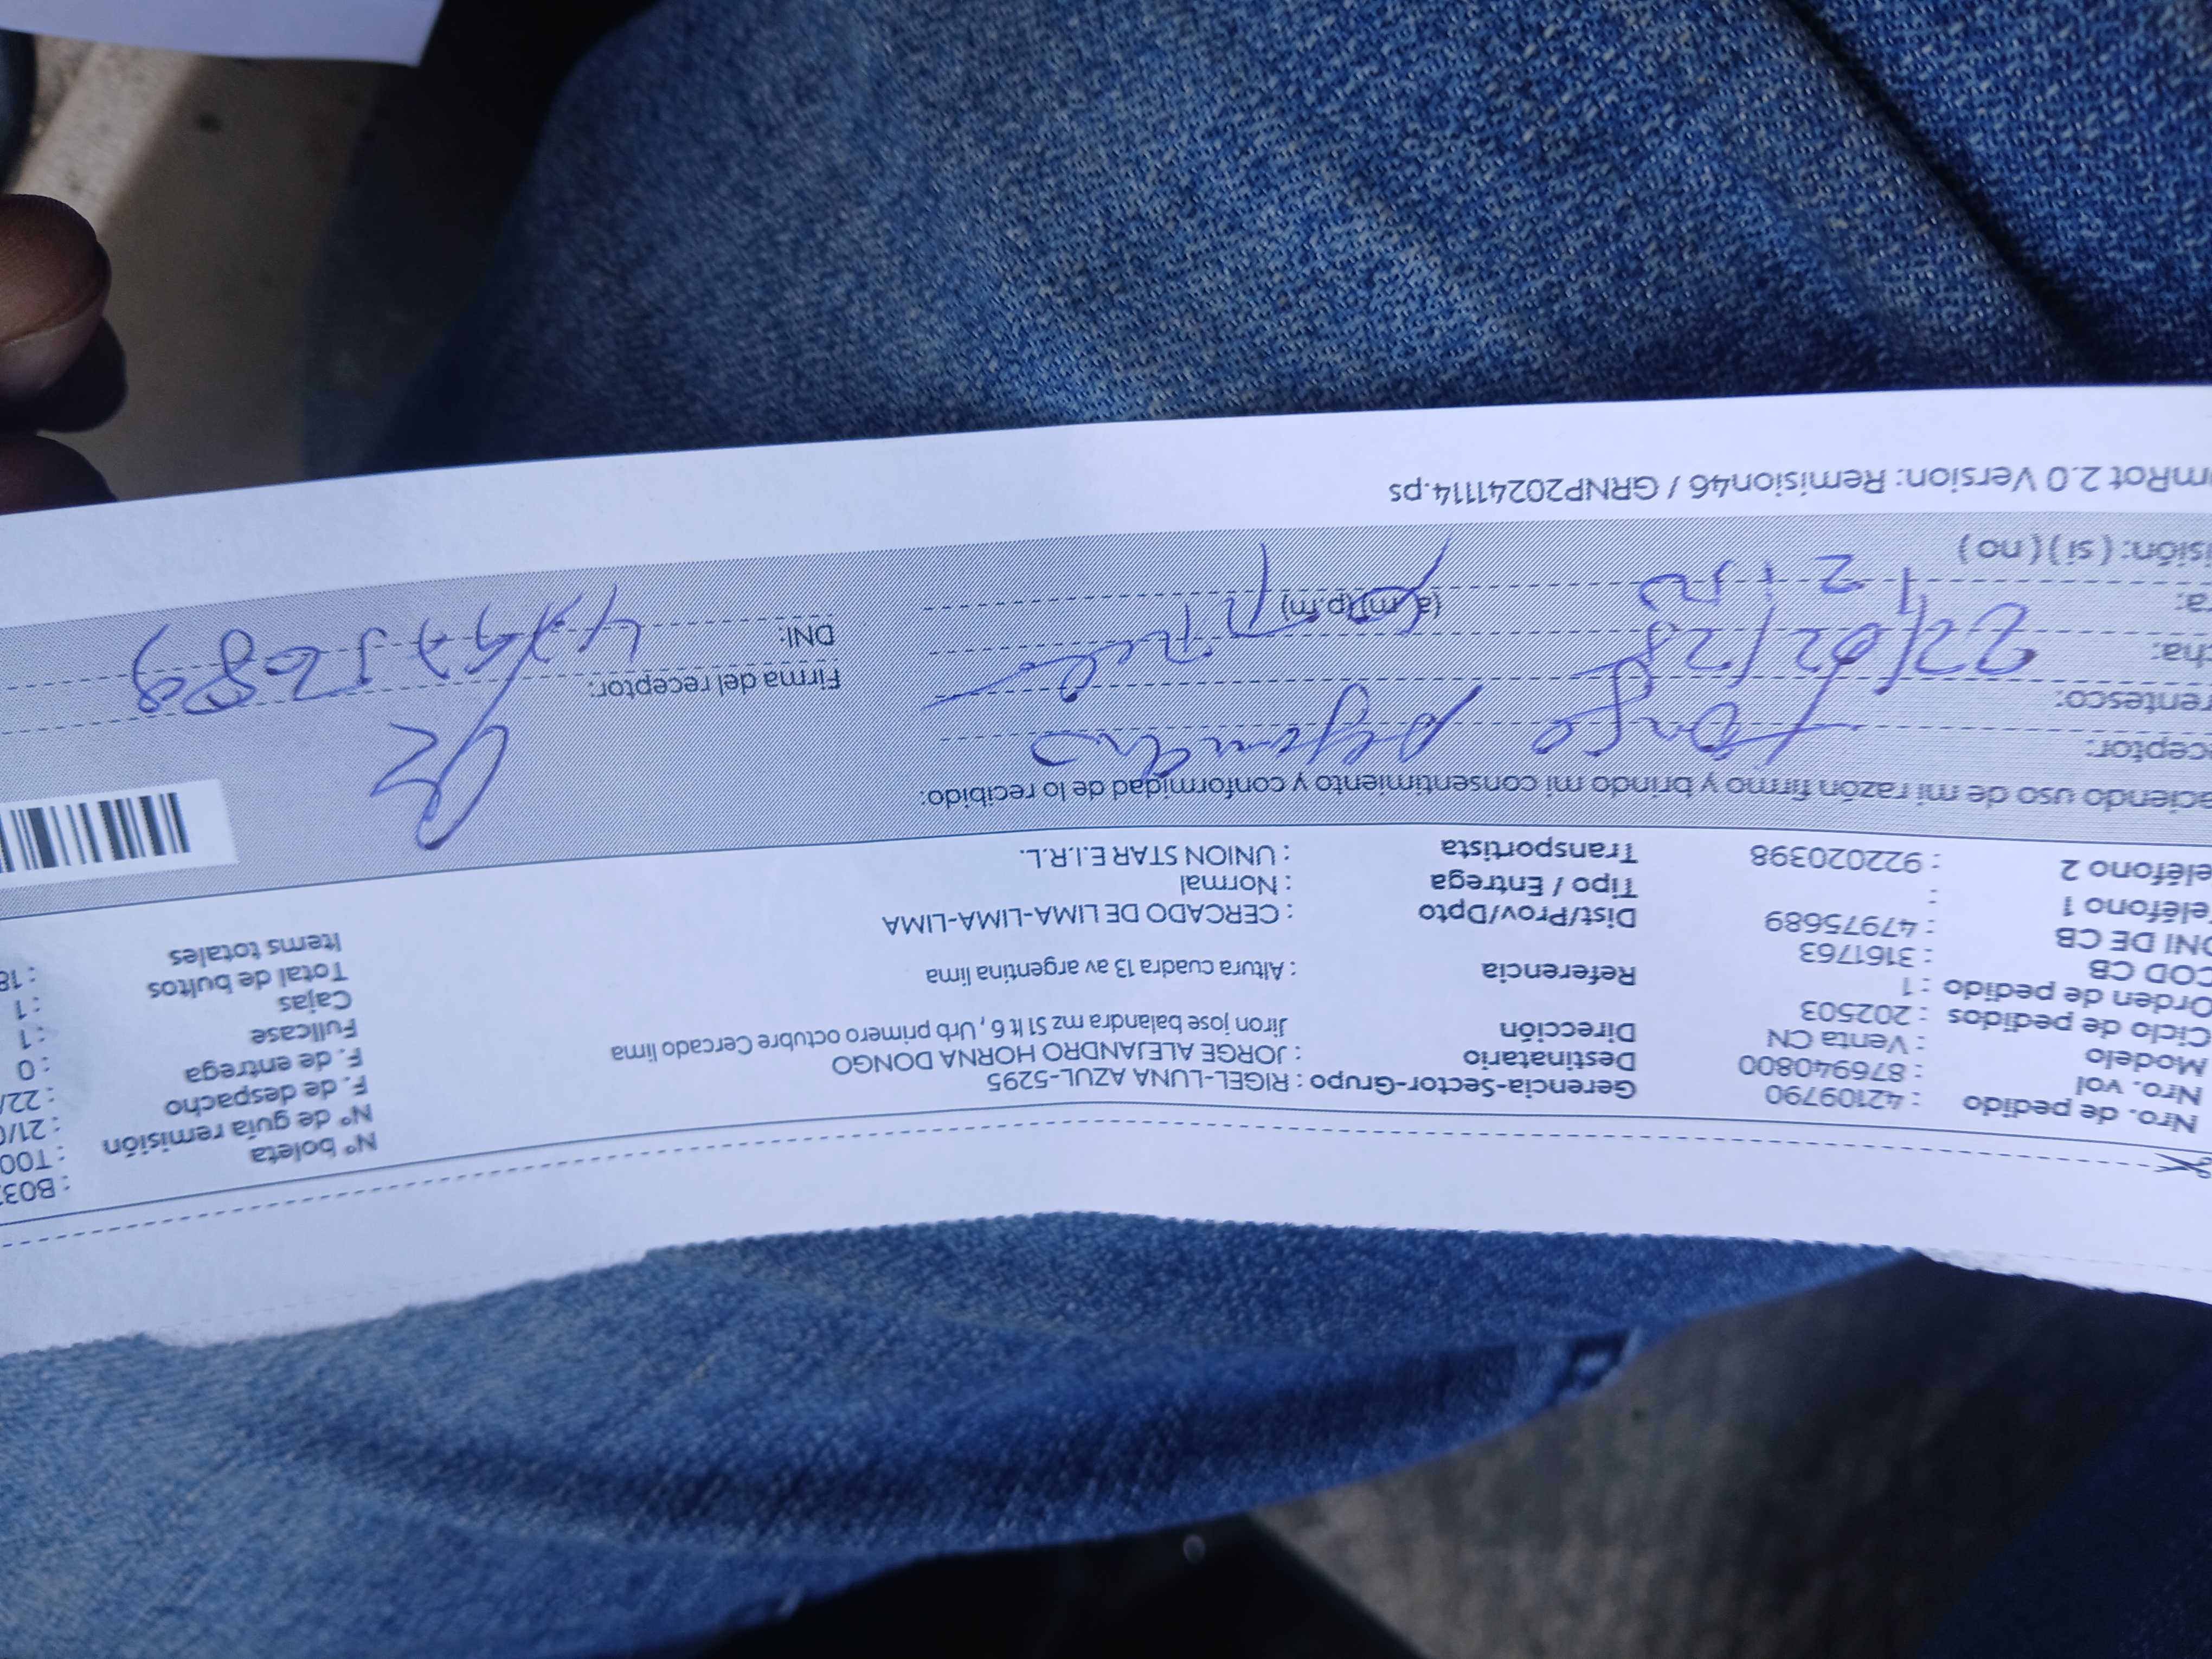 Nº boleta : B03
Nº de guía remisión : T00
F. de despacho : 21/
F. de entrega : 22/
Fullcase : 0
Cajas : 1
Total de bultos : 1
Items totales : 18
Nro. de pedido : 42109790
Nro. vol : 876940800
Modelo : Venta CN
Ciclo de pedidos : 202503
Orden de pedido : 1
COD CB : 3161763
DNI DE CB : 47975689
eléfono 1 :
eléfono 2 : 922020398
Gerencia-Sector-Grupo : RIGEL-LUNA AZUL-5295
Destinatario : JORGE ALEJANDRO HORNA DONGO
Dirección Jiron jose balandra mz S1 lt 6 , Urb primero octubre Cercado lima
Referencia : Altura cuadra 13 av argentina lima
Dist/Prov/Dpto : CERCADO DE LIMA-LIMA-LIMA
Tipo / Entrega : Normal
Transportista : UNION STAR E.I.R.L.
aciendo uso de mi razón firmo y brindo mi consentimiento y conformidad de lo recibido:
ceptor: Jorge Alejandro
rentesco:
cha: 22/02/25
ra: (a.m) (p.m)
isión: ( si ) ( no )
Firma del receptor:
DNI: 47975689
mRot 2.0 Version: Remision46 / GRNP20241114.ps